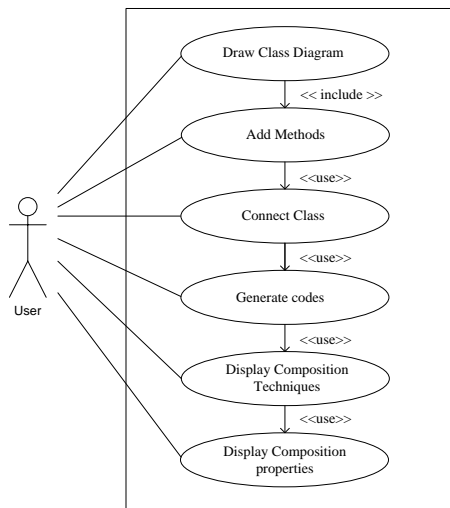 Draw Class Diagram
<< include >>
Add Methods
<<use>>
Connect Class
<<use>>
Generate codes
<<use>>
Display Composition
Techniques
<<use>>
Display Composition
properties
User